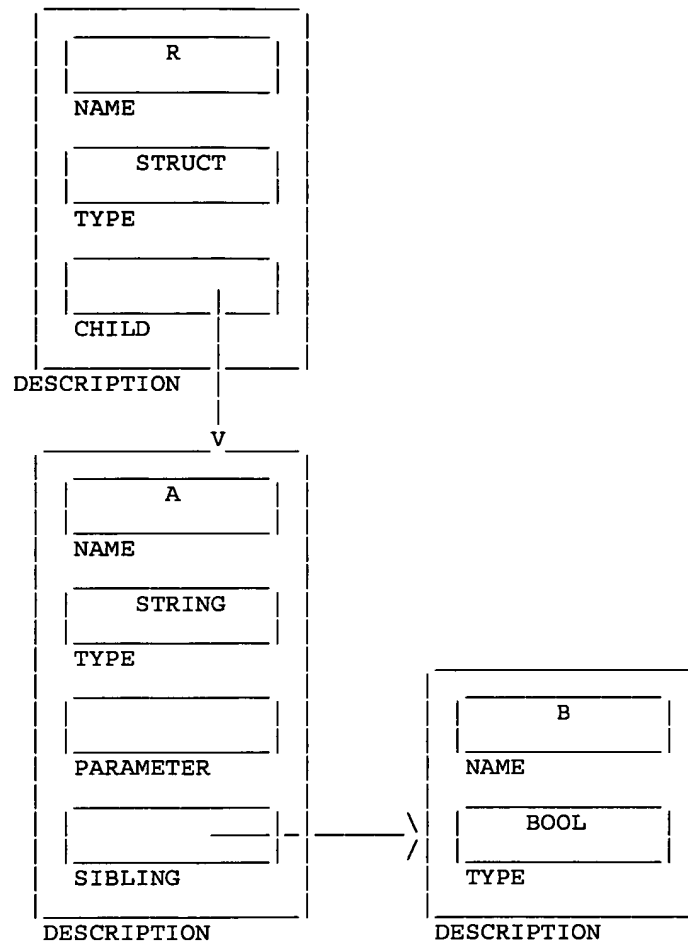 R
NAME
STRUCT
TYPE
CHILD
DESCRIPTION
V
A
NAME
STRING
TYPE
PARAMETER
SIBLING
DESCRIPTION
B
NAME
BOOL
TYPE
DESCRIPTION